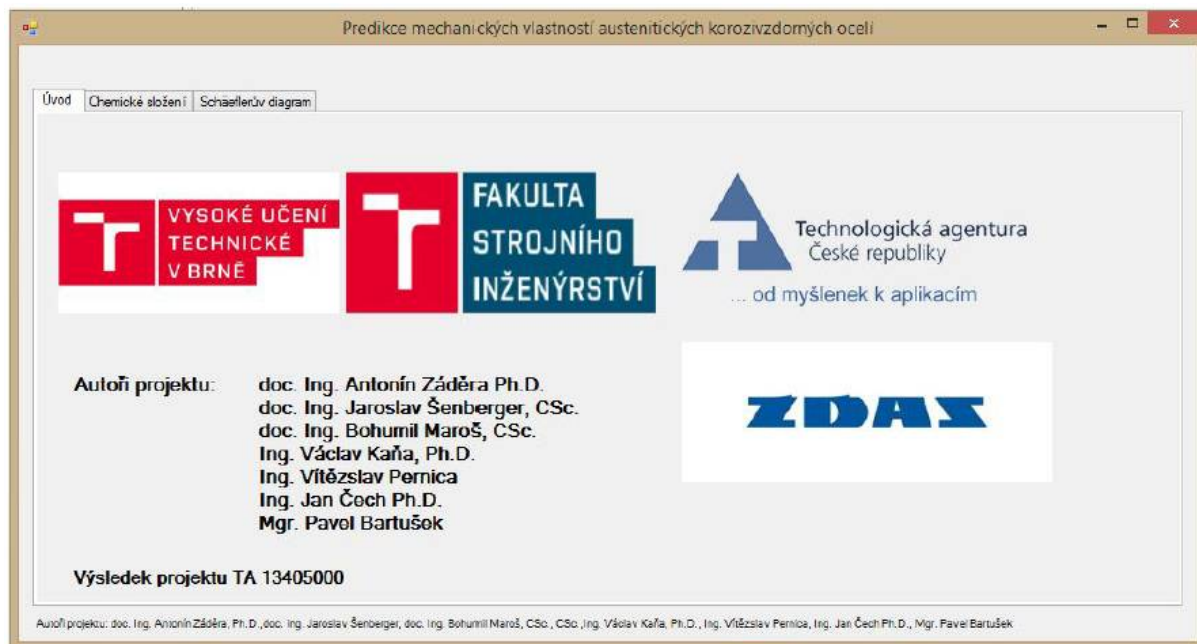 Predikce mechanických vlastností austenitických korozivzdorných ocelí
Úvod
Chemické složení
Schäeflerův diagram
VYSOKÉ UČENÍ
TECHNICKÉ
V BRNĚ
FAKULTA
STROJNÍHO
INŽENÝRSTVÍ
Technologická agentura
České republiky
... od myšlenek k aplikacím
ZDAS
Autoři projektu:
doc. Ing. Antonín Záděra Ph.D.
doc. Ing. Jaroslav Šenberger, CSc.
doc. Ing. Bohumil Maroš, CSc.
Ing. Václav Kaňa, Ph.D.
Ing. Vítězslav Pernica
Ing. Jan Čech Ph.D.
Mgr. Pavel Bartušek
Výsledek projektu TA 13405000
Autoři projektu: doc. Ing. Antonín Záděra, Ph.D.,doc. Ing. Jaroslav Šenberger, doc. Ing. Bohumil Maroš, CSc., CSc.,Ing. Václav Kaňa, Ph.D., Ing. Vítězslav Pernica, Ing. Jan Čech Ph.D., Mgr. Pavel Bartušek